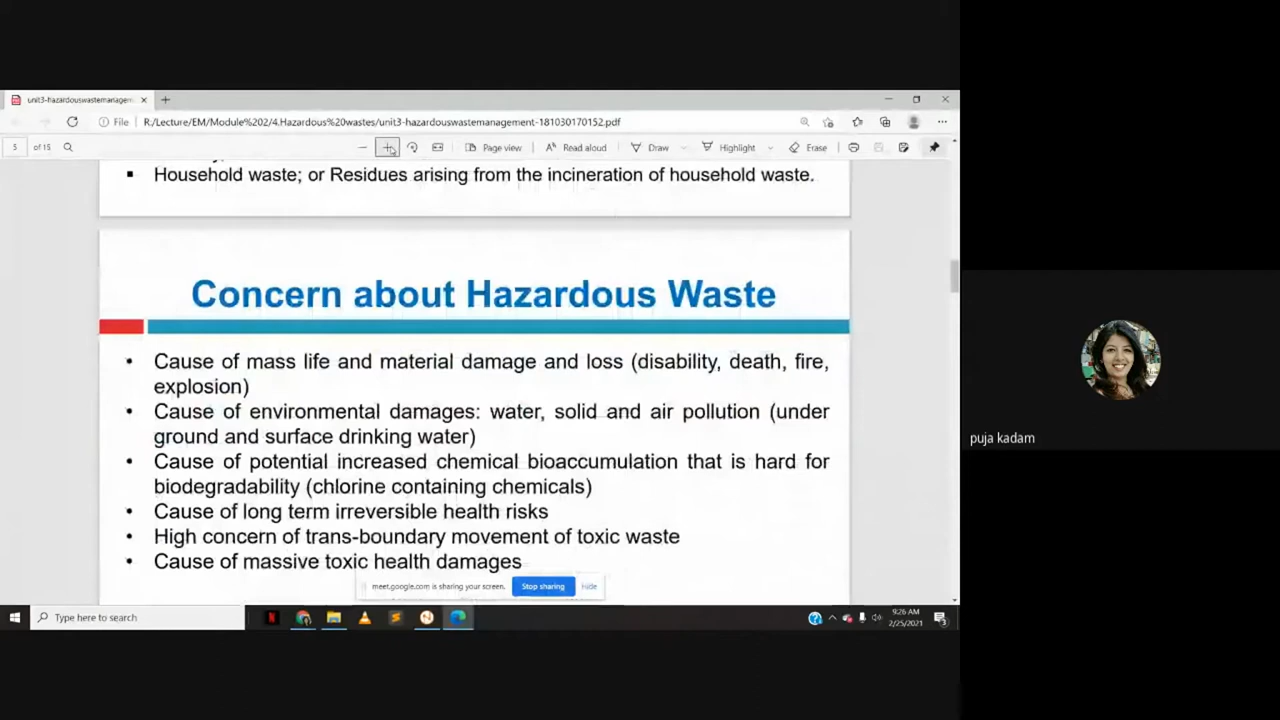 unit3-hazardouswastemanagem
File R:/Lecture/EM/Module%202/4.Hazardous%20wastes/unit3-hazardouswastemanagement-181030170152.pdf
5 of 15 Page view Read aloud Draw Highlight Erase
Household waste; or Residues arising from the incineration of household waste.
Concern about Hazardous Waste
• Cause of mass life and material damage and loss (disability, death, fire,
explosion)
• Cause of environmental damages: water, solid and air pollution (under
ground and surface drinking water)
• Cause of potential increased chemical bioaccumulation that is hard for
biodegradability (chlorine containing chemicals)
• Cause of long term irreversible health risks
• High concern of trans-boundary movement of toxic waste
• Cause of massive toxic health damages
meet.google.com is sharing your screen. Stop sharing Hide
puja kadam
Type here to search
9:26 AM
2/25/2021